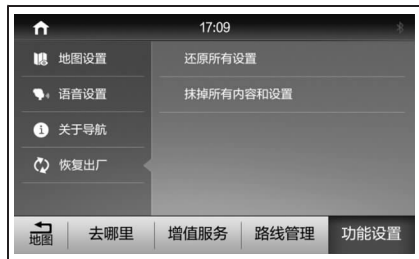 17:09
地图设置
还原所有设置
语音设置
抹掉所有内容和设置
关于导航
恢复出厂
地图
去哪里
增值服务
路线管理
功能设置